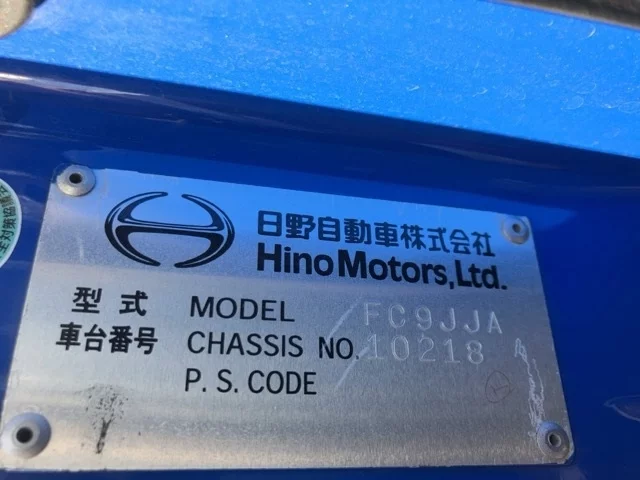 日野自動車株式会社
Hino Motors, Ltd.
型式 MODEL FC9JJA
車台番号 CHASSIS NO. 10218
P. S. CODE